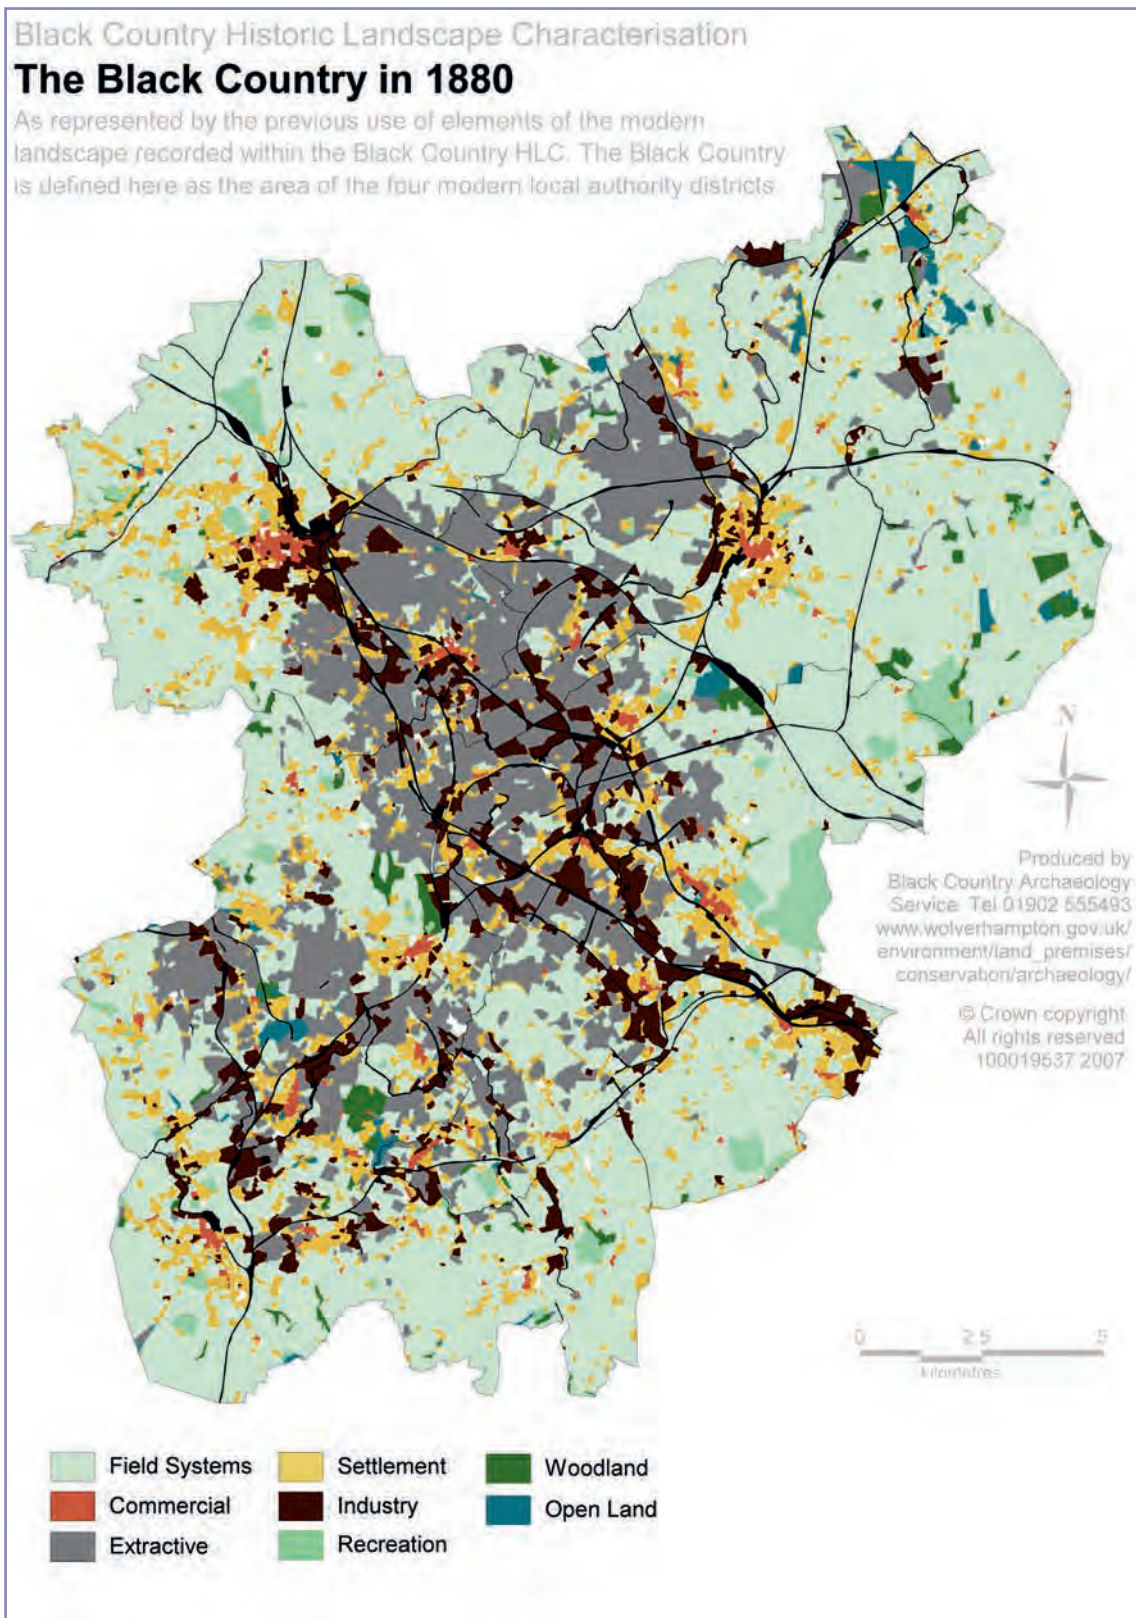 Black Country Historic Landscape Characterisation
The Black Country in 1880
As represented by the previous use of elements of the modern
landscape recorded within the Black Country HLC. The Black Country
is defined here as the area of the four modern local authority districts
N
Produced by
Black Country Archaeology
Service Tel 01902 555493
www.wolverhampton.gov.uk/
environment/land_premises/
conservation/archaeology/
© Crown copyright
All rights reserved
100019537 2007
0 2.5 5
kilometres
Field Systems
Settlement
Woodland
Commercial
Industry
Open Land
Extractive
Recreation